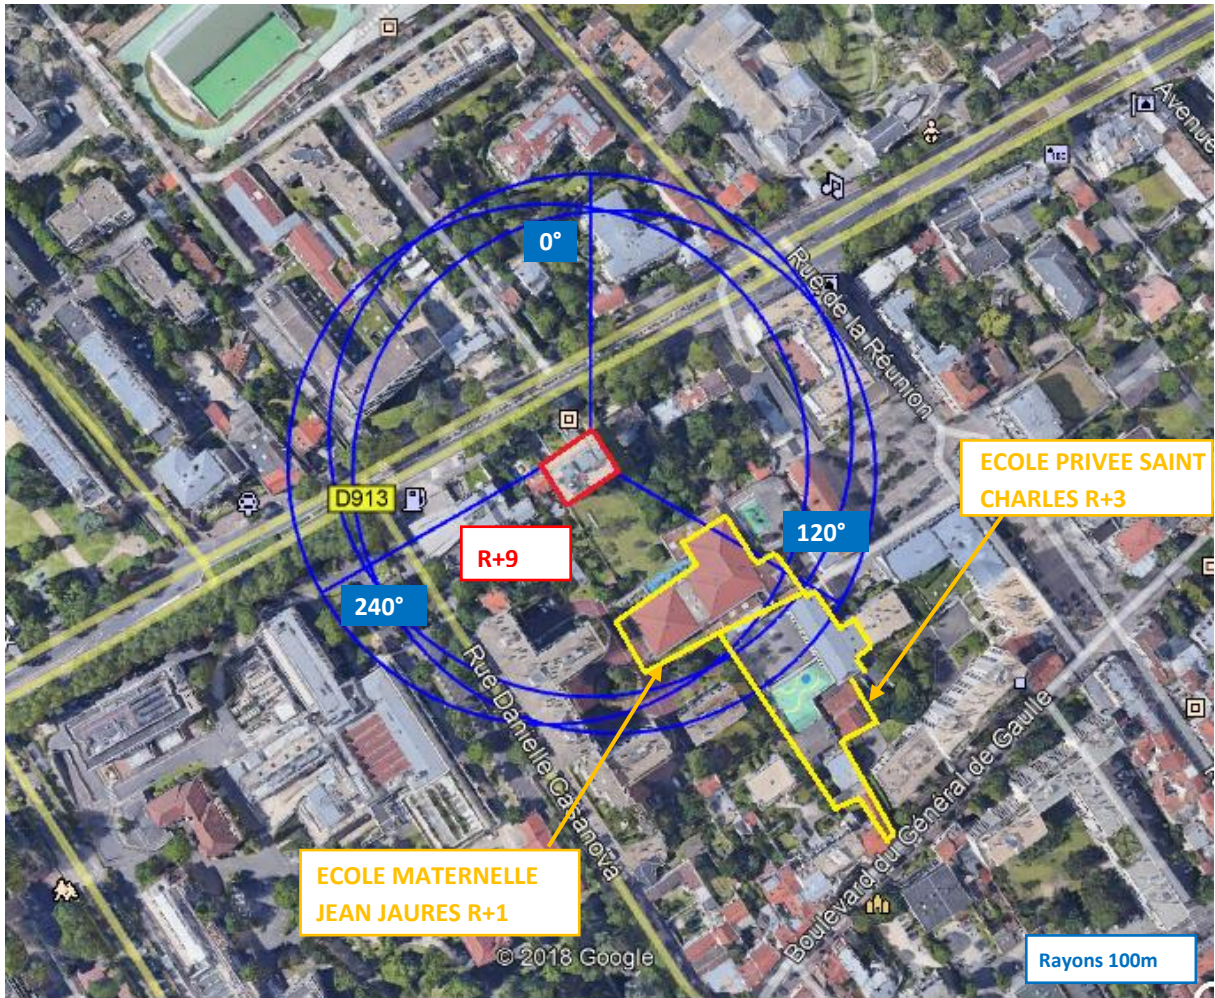 Avenue
0°
Rue de la Réunion
ECOLE PRIVEE SAINT
CHARLES R+3
D913
R+9
120°
240°
Rue Danielle Casanova
Boulevard du Général de Gaulle
ECOLE MATERNELLE
JEAN JAURES R+1
© 2018 Google
Rayons 100m